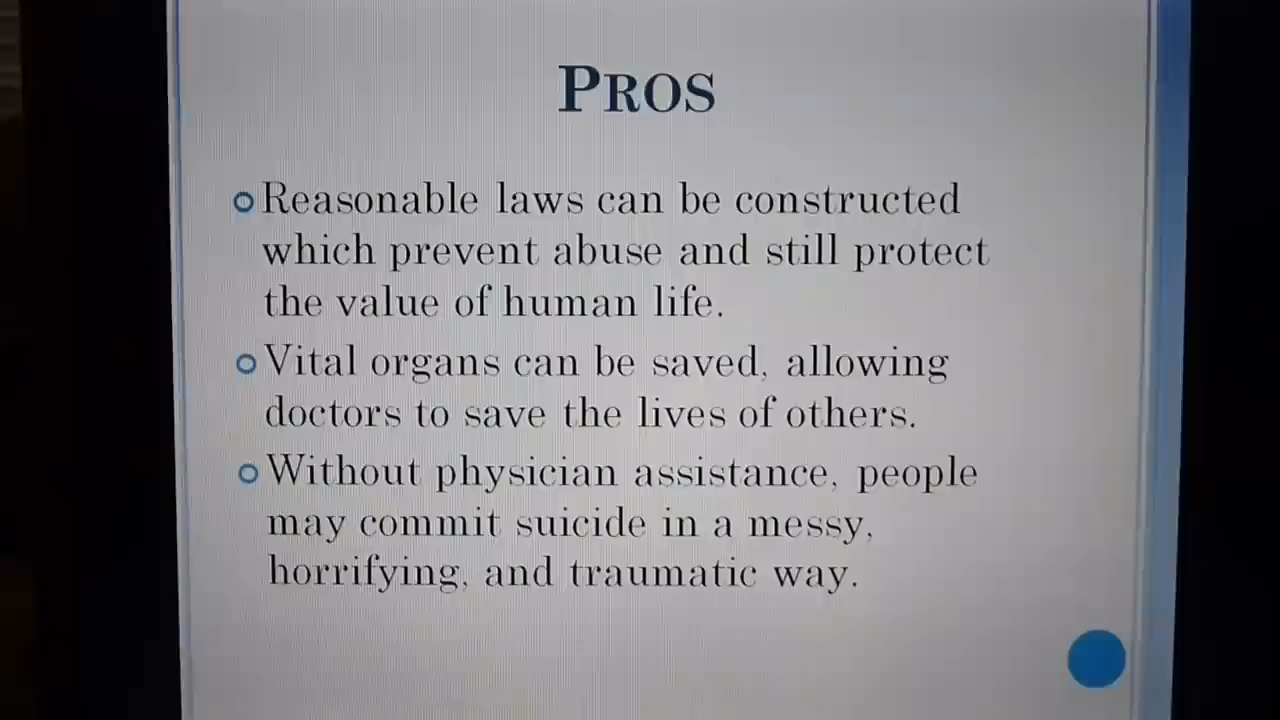 PROS
Reasonable laws can be constructed
which prevent abuse and still protect
the value of human life.
Vital organs can be saved, allowing
doctors to save the lives of others.
Without physician assistance, people
may commit suicide in a messy,
horrifying, and traumatic way.